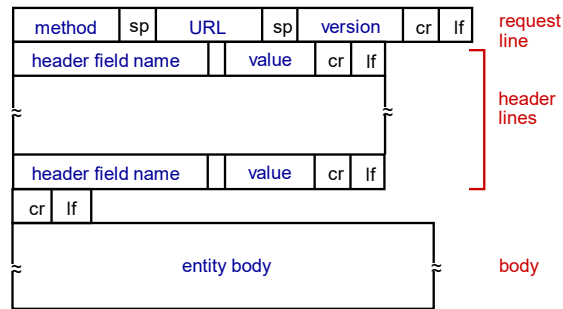 method sp URL sp version cr lf request line
header field name value cr lf
header lines
header field name value cr lf
cr lf
entity body body